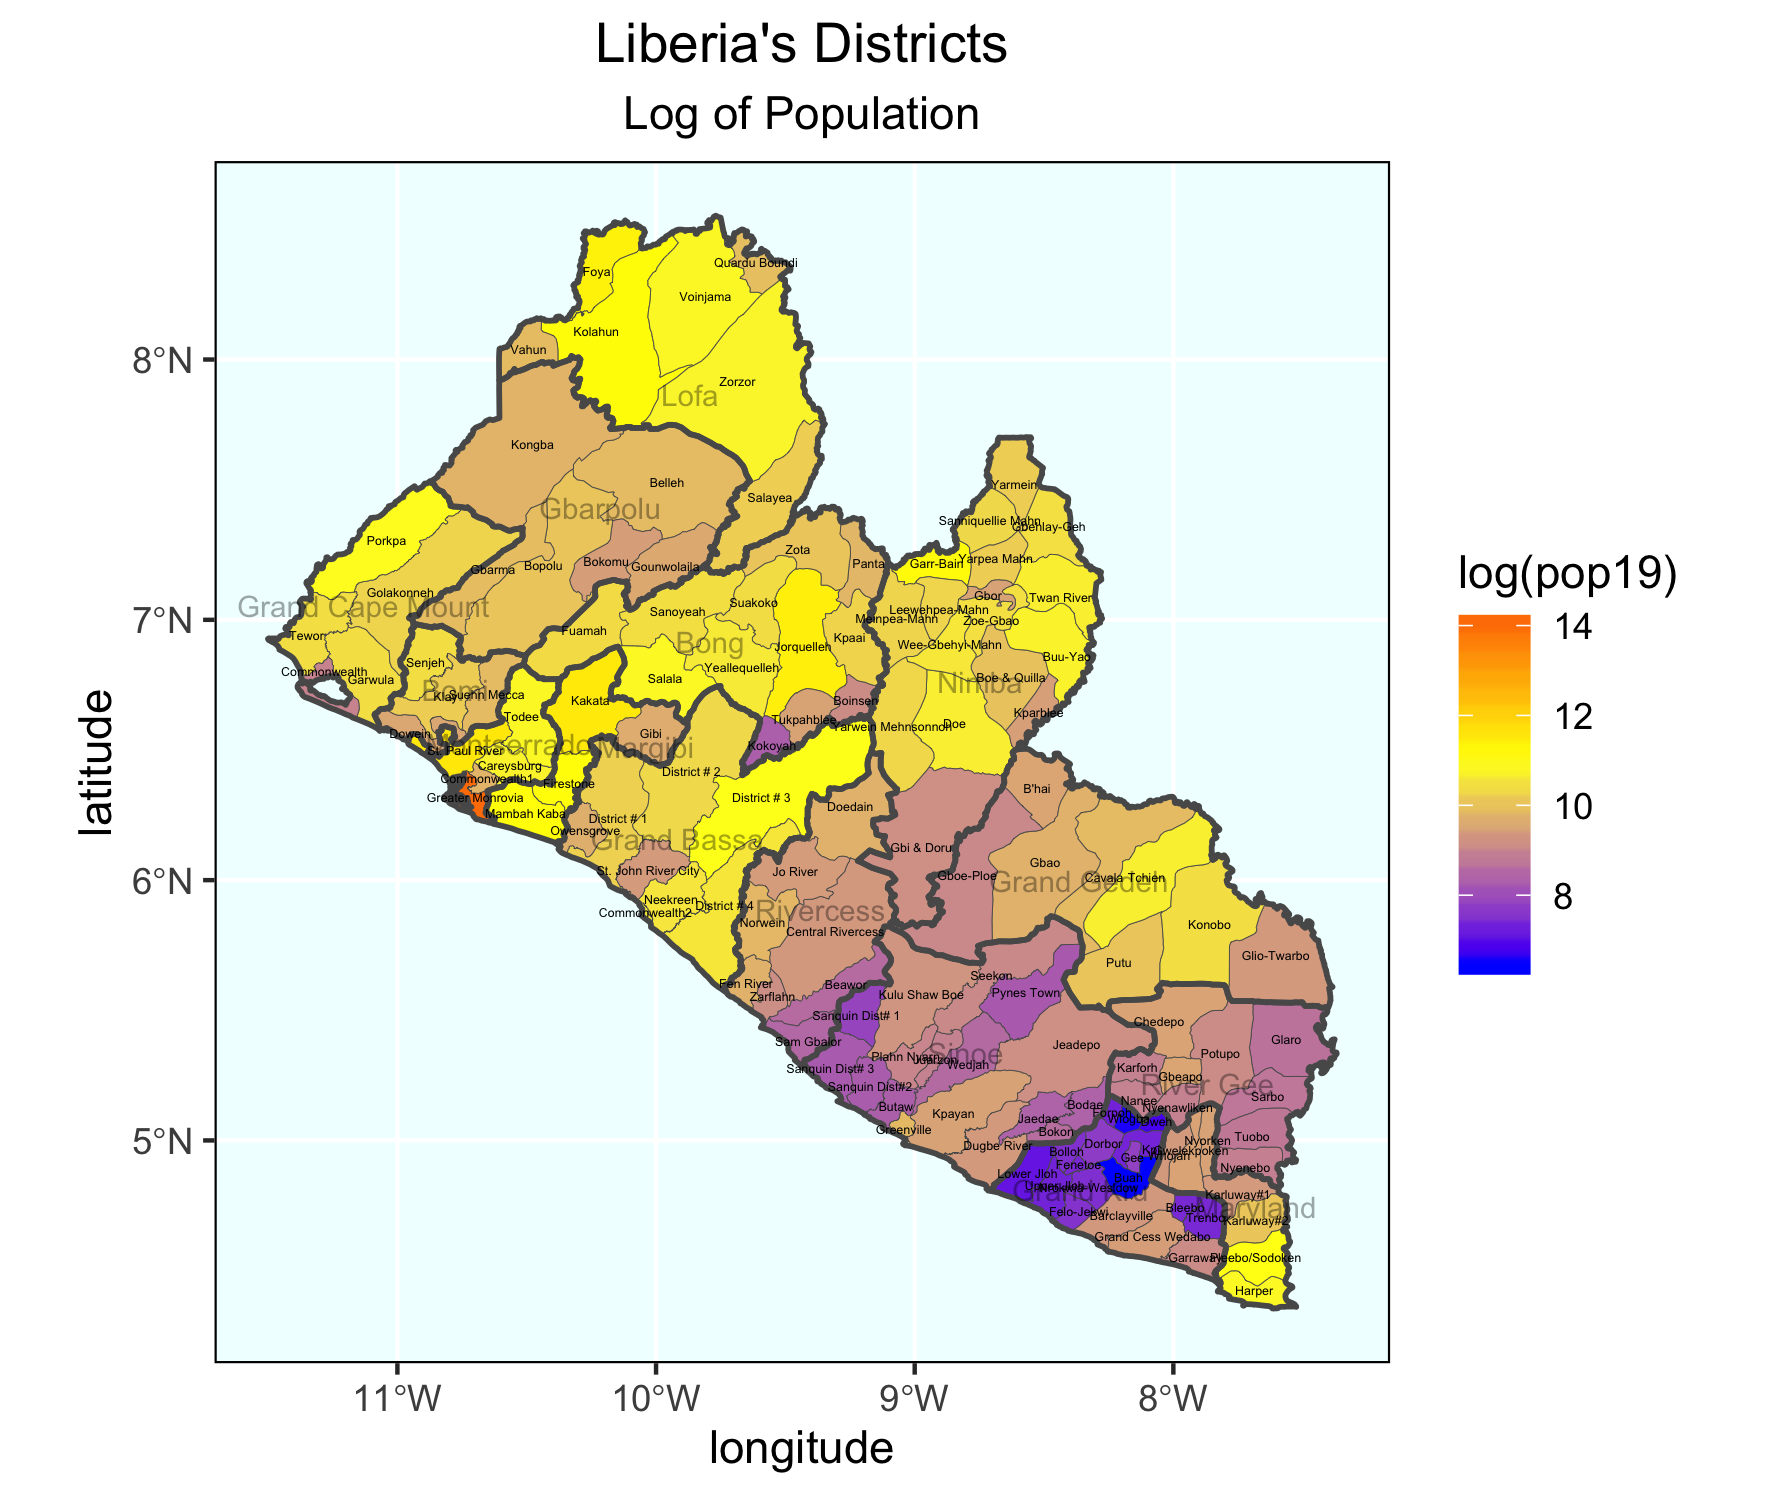 Liberia's Districts
Log of Population
latitude
longitude
8°N
7°N
6°N
5°N
11°W
10°W
9°W
8°W
log(pop19)
14
12
10
8
Foya
Quardu Boundi
Voinjama
Kolahun
Vahun
Zorzor
Lofa
Kongba
Belleh
Salayea
Gbarpolu
Yarmein
Sanniquellie Mahn
Gbehlay-Geh
Porkpa
Zota
Bokomu
Gounwolaila
Panta
Garr-Bain
Yarpea Mahn
Gbarma
Bopolu
Golakonneh
Grand Cape Mount
Gbor
Twan River
Suakoko
Sanoyeah
Leewehpea-Mahn
Meinpea-Mahn
Zoe-Gbao
Fuamah
Tewor
Bong
Jorquelleh
Kpaai
Wee-Gbehyi-Mahn
Buu-Yao
Senjeh
Commonwealth
Garwula
Yeallequelleh
Salala
Boe & Quilla
Nimba
Bomi
Klay
Suehn Mecca
Kakata
Boinsen
Todee
Tukpahblee
Kparblee
Yarwein Mehnsonnoh
Doe
Dowein
Gibi
Montserrado
Margibi
Kokoyah
St. Paul River
Careysburg
District # 2
Commonwealth1
Firestone
B'hai
Greater Monrovia
District # 3
Mambah Kaba
Doedain
District # 1
Owensgrove
Grand Bassa
Gbi & Doru
Gbao
St. John River City
Jo River
Gboe-Ploe
Grand Gedeh
Cavala
Tchien
Neekreen
District # 4
Commonwealth2
Rivercess
Norwein
Konobo
Central Rivercess
Glio-Twarbo
Putu
Seekon
Fen River
Beawor
Zarflahn
Kulu Shaw Boe
Pynes Town
Sanquin Dist# 1
Chedepo
Sam Gbalor
Glaro
Jeadepo
Plahn Nyarn
Juarzon
Sinoe
Potupo
Wedjah
Sanquin Dist# 3
Karforh
Gbeapo
River Gee
Sanquin Dist#2
Sarbo
Nanee
Butaw
Bodae
Nyenawliken
Kpayan
Forpoh
Wlogba
Dweh
Jaedae
Greenville
Bokon
Tuobo
Dugbe River
Dorbor
Nyorken
Bolloh
Gwelekpoken
Whojah
Gee
Fenetoe
Nyenebo
Lower Jloh
Buah
Upper Jloh
Grand Kru
Karluway#1
Bleebo
Maryland
Felo-Jekwi
Barclayville
Trenbo
Karluway#2
Grand Cess Wedabo
Garraway
Pleebo/Sodoken
Harper